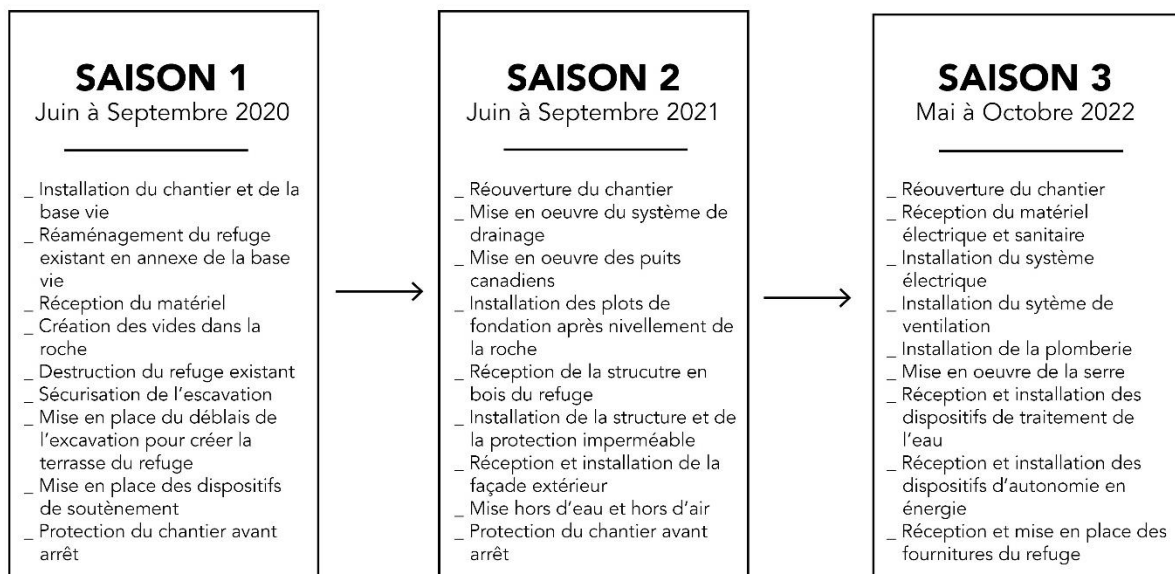 SAISON 1
Juin à Septembre 2020
_ Installation du chantier et de la
base vie
_ Réaménagement du refuge
existant en annexe de la base
vie
_ Réception du matériel
_ Création des vides dans la
roche
_ Destruction du refuge existant
_ Sécurisation de l'escavation
_ Mise en place du déblais de
l'excavation pour créer la
terrasse du refuge
_ Mise en place des dispositifs
de soutènement
_ Protection du chantier avant
arrêt
SAISON 2
Juin à Septembre 2021
_ Réouverture du chantier
_ Mise en oeuvre du système de
drainage
_ Mise en oeuvre des puits
canadiens
_ Installation des plots de
fondation après nivellement de
la roche
_ Réception de la strucutre en
bois du refuge
_ Installation de la structure et de
la protection imperméable
_ Réception et installation de la
façade extérieur
_ Mise hors d'eau et hors d'air
_ Protection du chantier avant
arrêt
SAISON 3
Mai à Octobre 2022
_ Réouverture du chantier
_ Réception du matériel
électrique et sanitaire
_ Installation du système
électrique
_ Installation du sytème de
ventilation
_ Installation de la plomberie
_ Mise en oeuvre de la serre
_ Réception et installation des
dispositifs de traitement de
l'eau
_ Réception et installation des
dispositifs d'autonomie en
énergie
_ Réception et mise en place des
fournitures du refuge